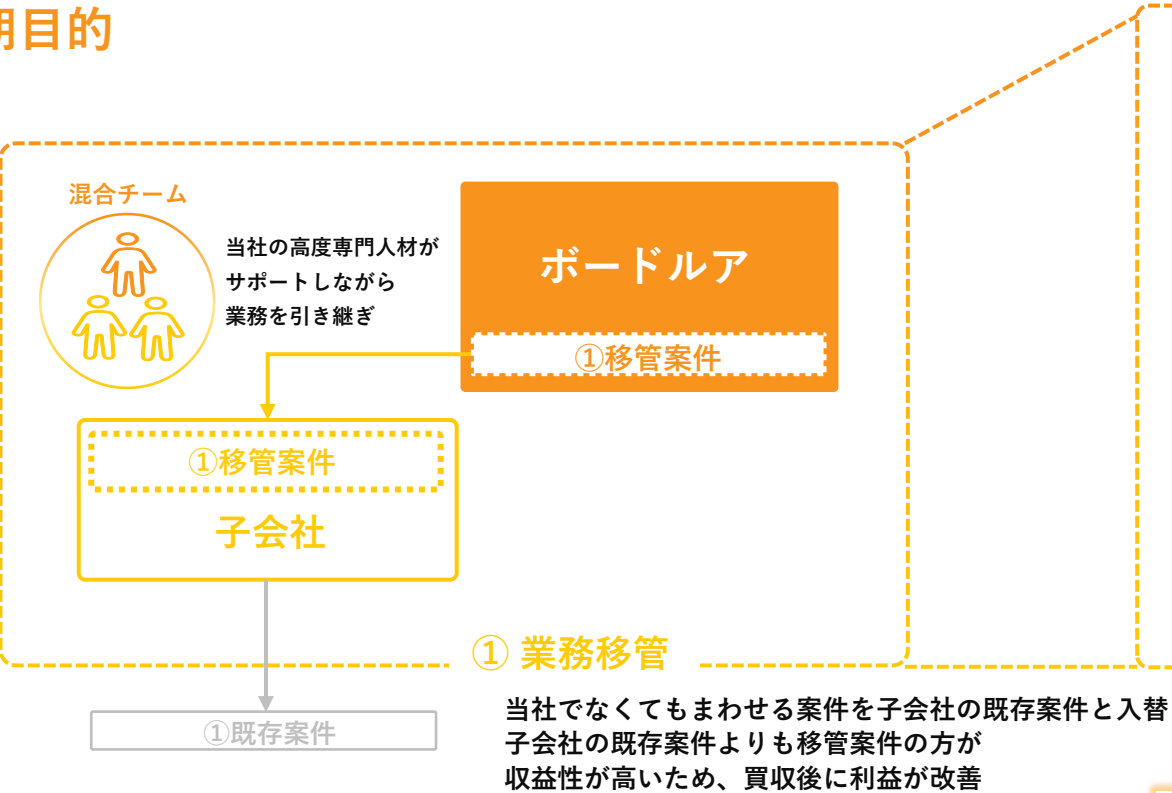 目的
混合チーム
当社の高度専門人材が
サポートしながら
業務を引き継ぎ
ボードルア
①移管案件
①移管案件
子会社
① 業務移管
①既存案件
当社でなくてもまわせる案件を子会社の既存案件と入替
子会社の既存案件よりも移管案件の方が
収益性が高いため、買収後に利益が改善